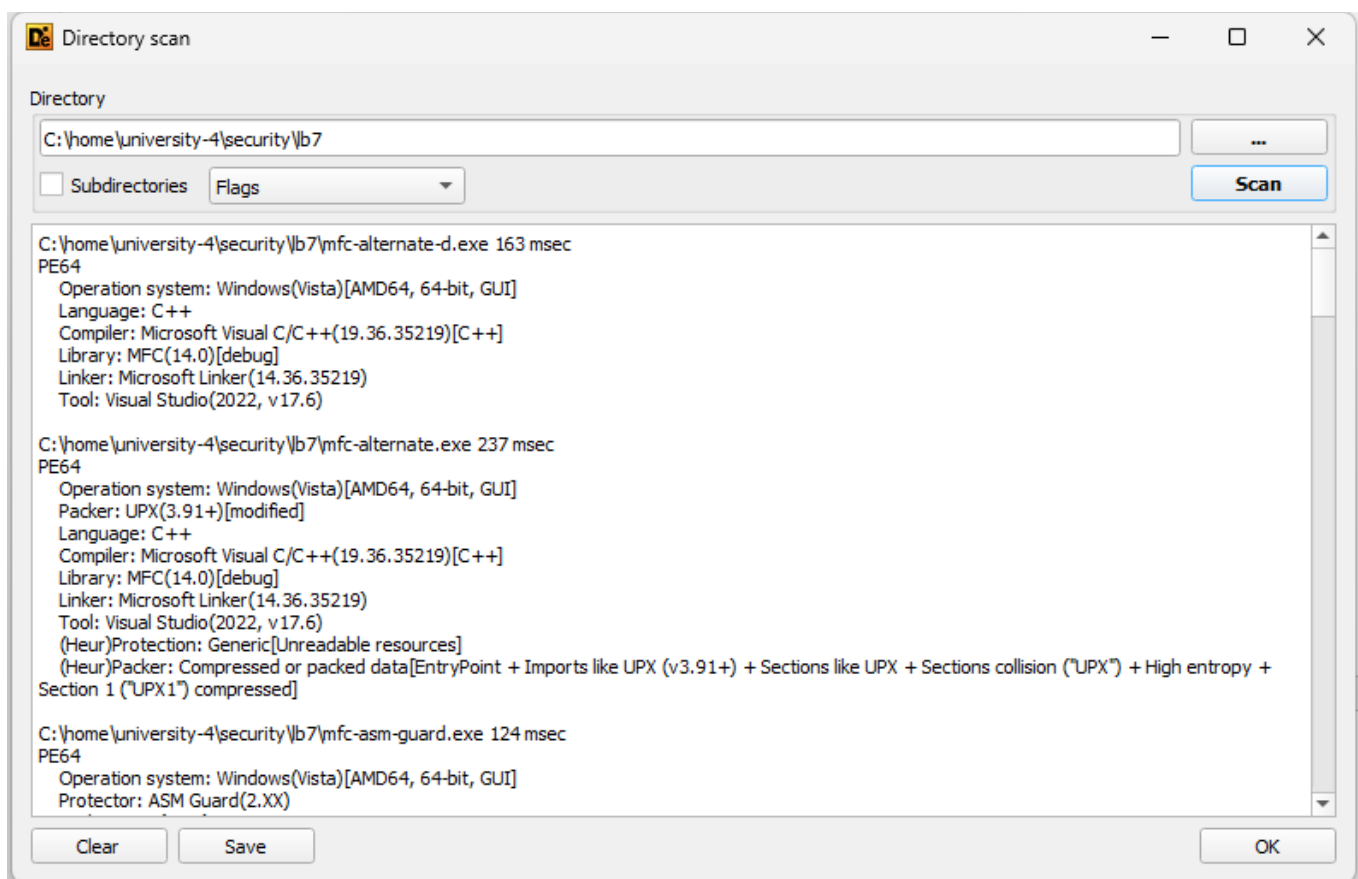 Directory scan
Directory
C:\home\university-4\security\lb7
...
Subdirectories
Flags
Scan
C:\home\university-4\security\lb7\mfc-alternate-d.exe 163 msec
PE64
Operation system: Windows(Vista)[AMD64, 64-bit, GUI]
Language: C++
Compiler: Microsoft Visual C/C++(19.36.35219)[C++]
Library: MFC(14.0)[debug]
Linker: Microsoft Linker(14.36.35219)
Tool: Visual Studio(2022, v17.6)
C:\home\university-4\security\lb7\mfc-alternate.exe 237 msec
PE64
Operation system: Windows(Vista)[AMD64, 64-bit, GUI]
Packer: UPX(3.91+)[modified]
Language: C++
Compiler: Microsoft Visual C/C++(19.36.35219)[C++]
Library: MFC(14.0)[debug]
Linker: Microsoft Linker(14.36.35219)
Tool: Visual Studio(2022, v17.6)
(Heur)Protection: Generic[Unreadable resources]
(Heur)Packer: Compressed or packed data[EntryPoint + Imports like UPX (v3.91+) + Sections like UPX + Sections collision ("UPX") + High entropy +
Section 1 ("UPX1") compressed]
C:\home\university-4\security\lb7\mfc-asm-guard.exe 124 msec
PE64
Operation system: Windows(Vista)[AMD64, 64-bit, GUI]
Protector: ASM Guard(2.XX)
Clear
Save
OK